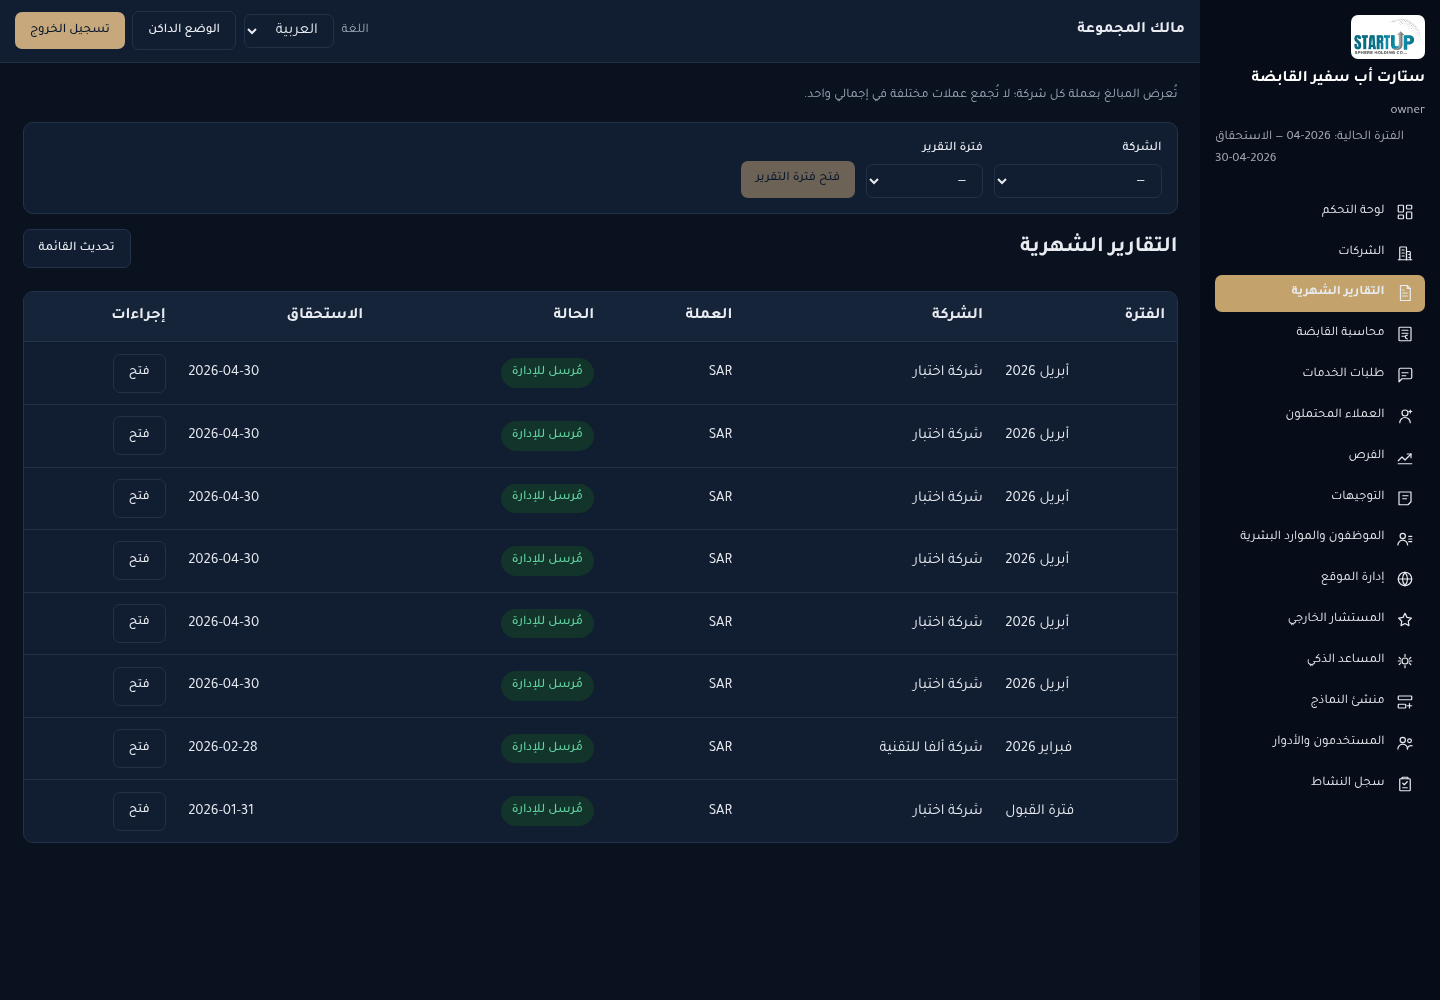 STARTUP
SPHERE HOLDING CO...
ستارت أب سفير القابضة
owner
الفترة الحالية: 2026-04 — الاستحقاق
30-04-2026
لوحة التحكم
الشركات
التقارير الشهرية
محاسبة القابضة
طلبات الخدمات
العملاء المحتملون
الفرص
التوجيهات
الموظفون والموارد البشرية
إدارة الموقع
المستشار الخارجي
المساعد الذكي
منشئ النماذج
المستخدمون والأدوار
سجل النشاط
مالك المجموعة
اللغة
العربية
الوضع الداكن
تسجيل الخروج
تُعرض المبالغ بعملة كل شركة؛ لا تُجمع عملات مختلفة في إجمالي واحد.
الشركة
—
فترة التقرير
—
فتح فترة التقرير
التقارير الشهرية
تحديث القائمة
الفترة الشركة العملة الحالة الاستحقاق إجراءات
أبريل 2026 شركة اختبار SAR مُرسل للإدارة 2026-04-30 فتح
أبريل 2026 شركة اختبار SAR مُرسل للإدارة 2026-04-30 فتح
أبريل 2026 شركة اختبار SAR مُرسل للإدارة 2026-04-30 فتح
أبريل 2026 شركة اختبار SAR مُرسل للإدارة 2026-04-30 فتح
أبريل 2026 شركة اختبار SAR مُرسل للإدارة 2026-04-30 فتح
أبريل 2026 شركة اختبار SAR مُرسل للإدارة 2026-04-30 فتح
فبراير 2026 شركة ألفا للتقنية SAR مُرسل للإدارة 2026-02-28 فتح
فترة القبول شركة اختبار SAR مُرسل للإدارة 2026-01-31 فتح